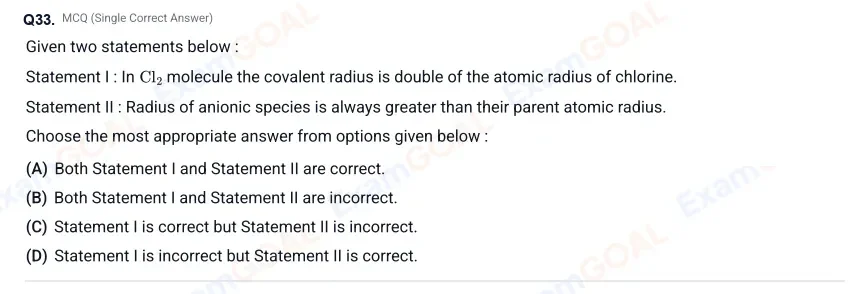 Q33. MCQ (Single Correct Answer)
Given two statements below :
Statement I : In Cl₂ molecule the covalent radius is double of the atomic radius of chlorine.
Statement II : Radius of anionic species is always greater than their parent atomic radius.
Choose the most appropriate answer from options given below :
(A) Both Statement I and Statement II are correct.
(B) Both Statement I and Statement II are incorrect.
(C) Statement I is correct but Statement II is incorrect.
(D) Statement I is incorrect but Statement II is correct.